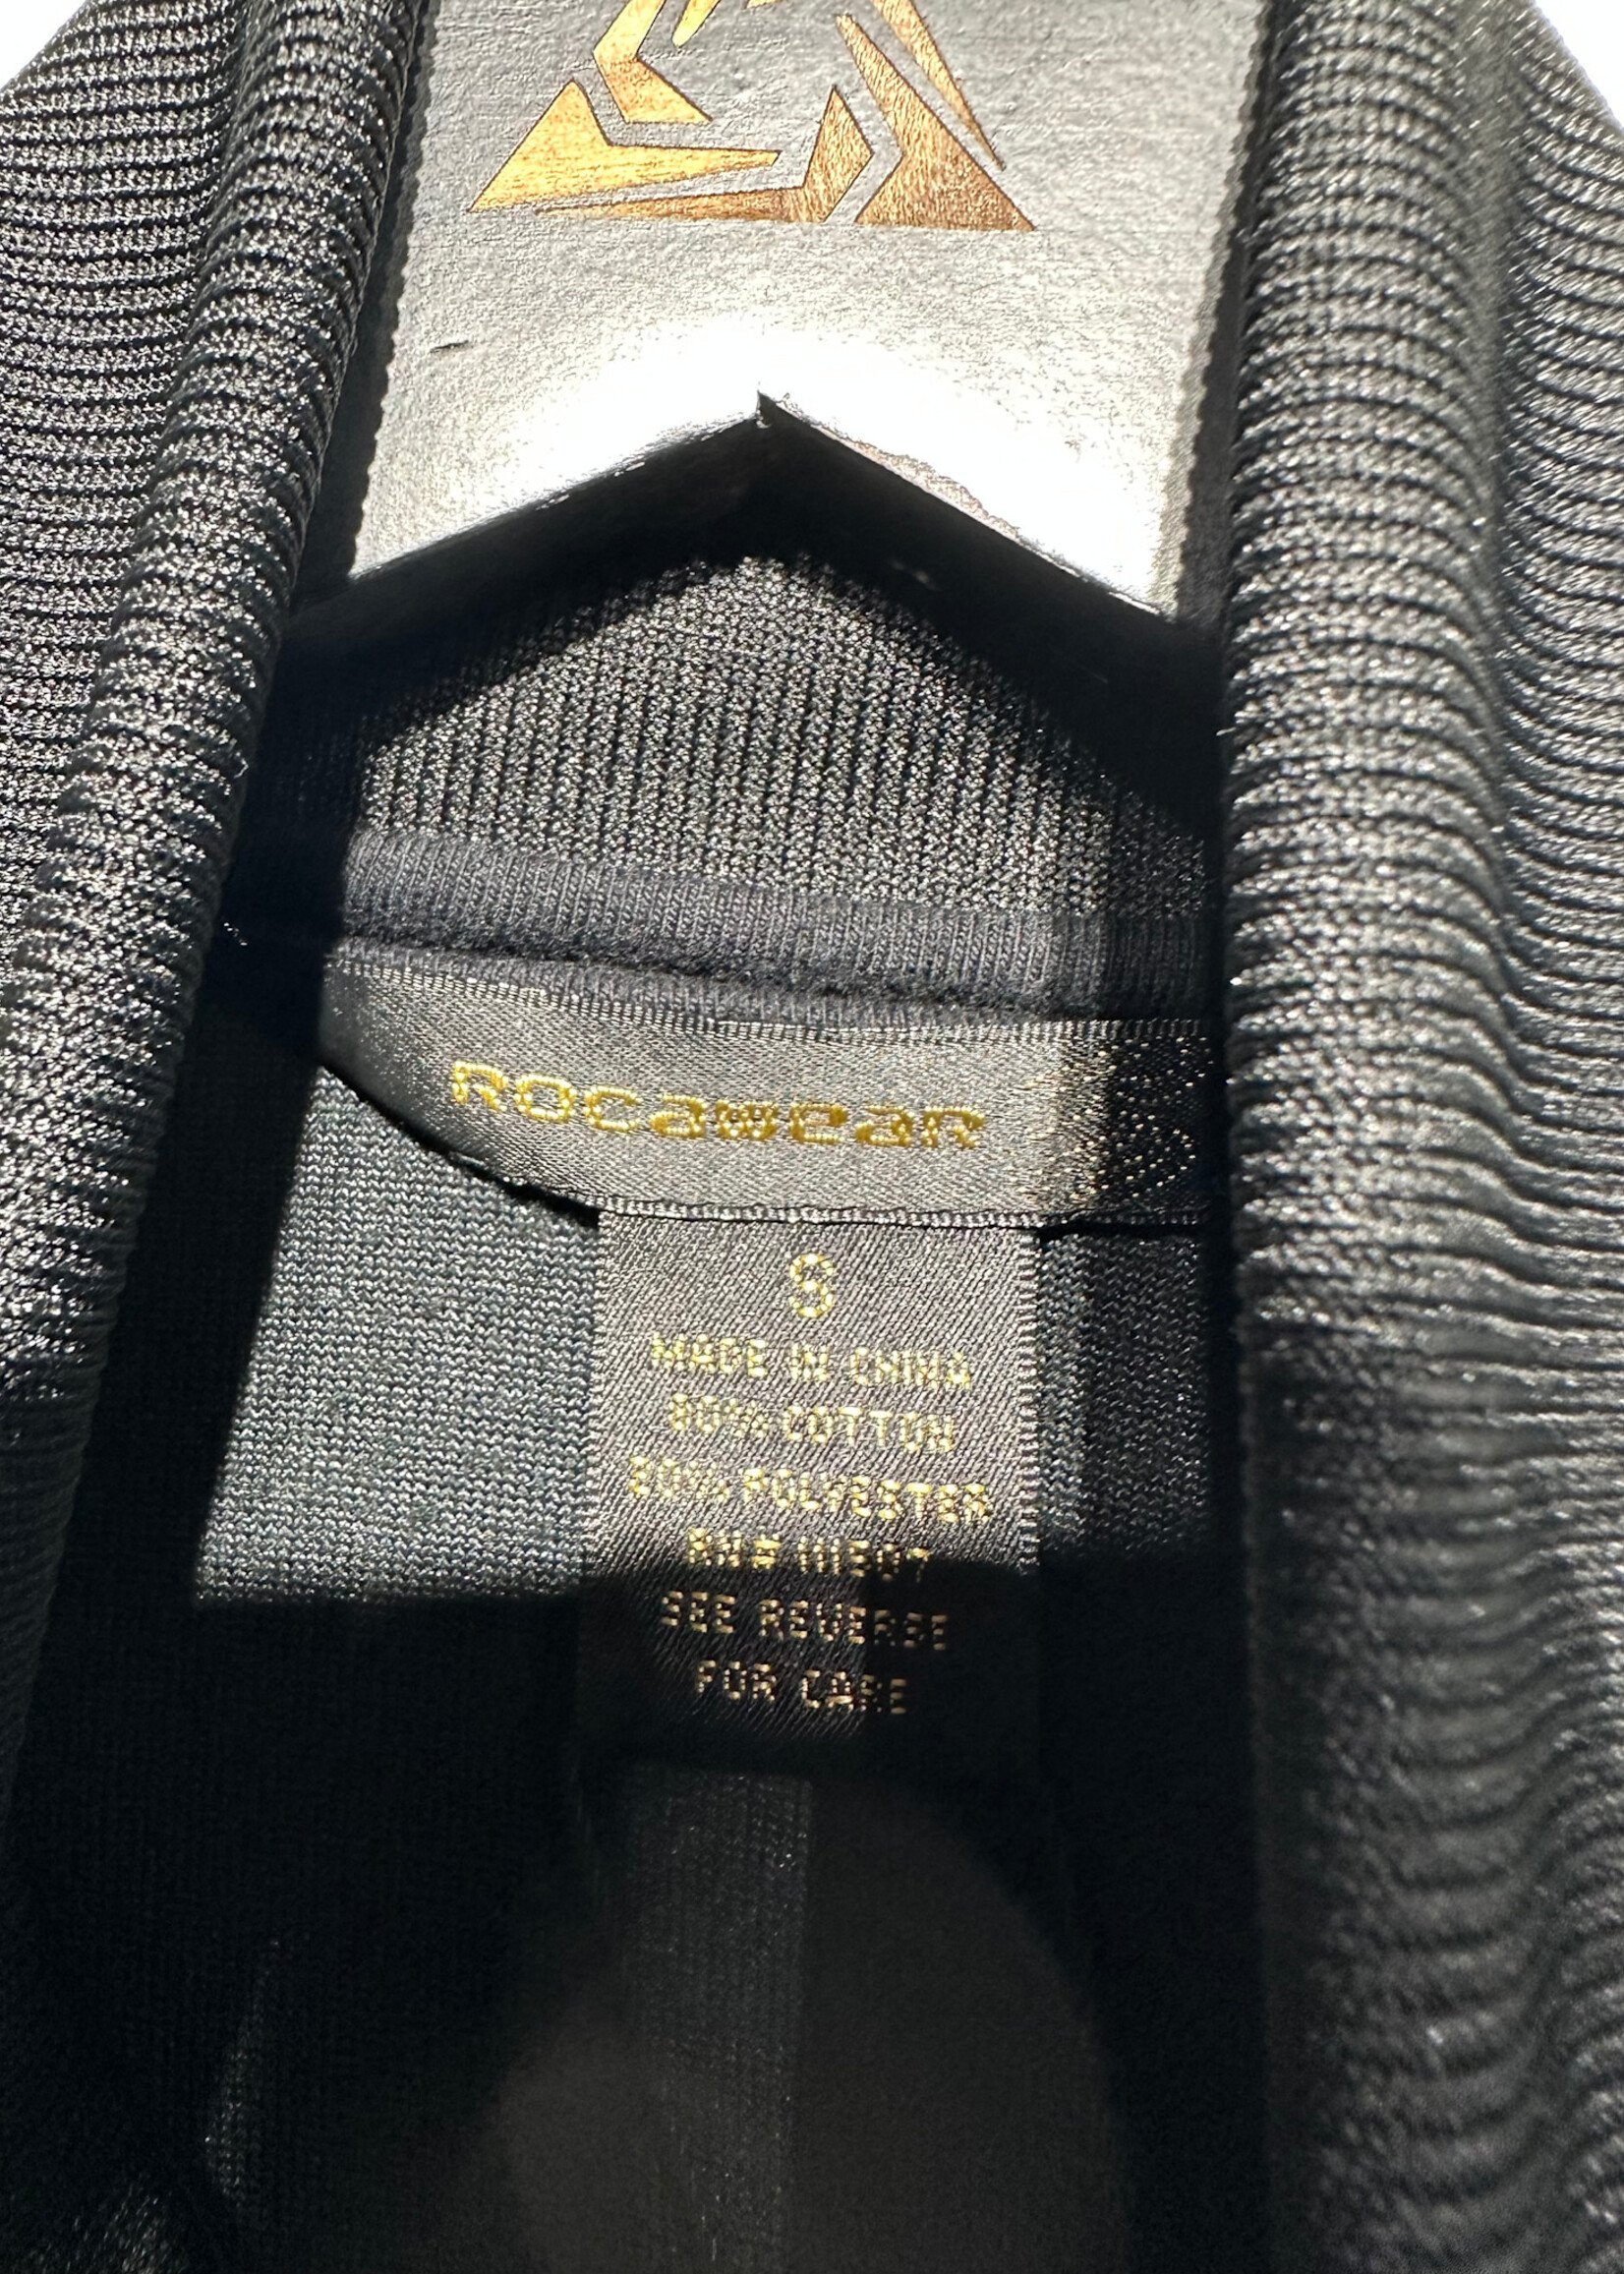 Rocawear
S
MADE IN CHINA
80% COTTON
20% POLYESTER
SEE REVERSE
FOR CARE